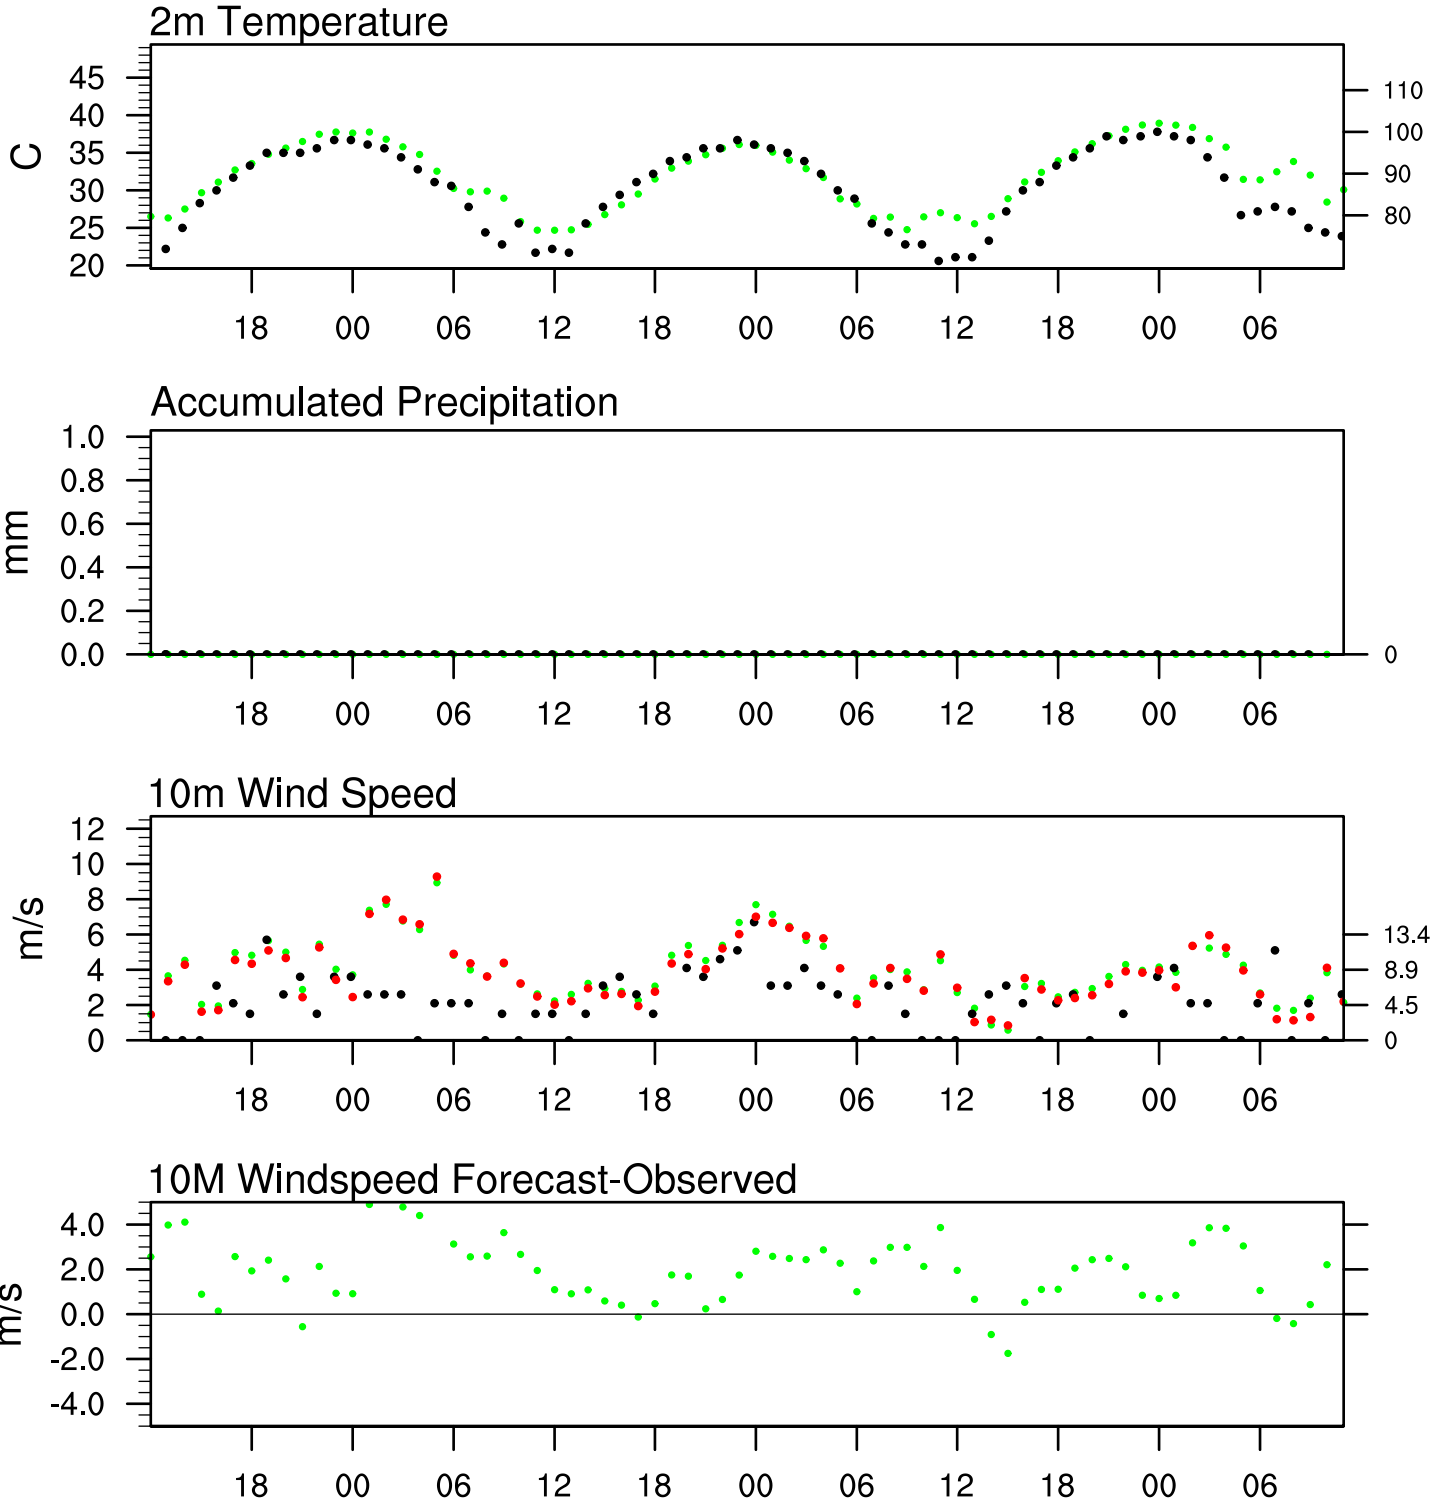 2m Temperature
45
40
35
30
25
20
C
110
100
90
80
18 00 06 12 18 00 06 12 18 00 06
Accumulated Precipitation
1.0
0.8
0.6
0.4
0.2
0.0
mm
0
18 00 06 12 18 00 06 12 18 00 06
10m Wind Speed
12
10
8
6
4
2
0
m/s
13.4
8.9
4.5
0
18 00 06 12 18 00 06 12 18 00 06
10M Windspeed Forecast-Observed
4.0
2.0
0.0
-2.0
-4.0
m/s
18 00 06 12 18 00 06 12 18 00 06